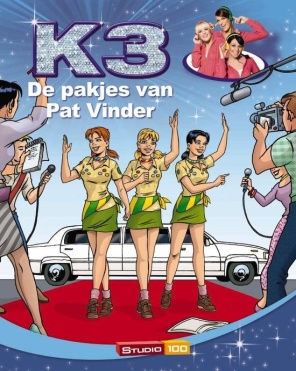 K3
De pakjes van
Pat Vinder
STUDIO 100